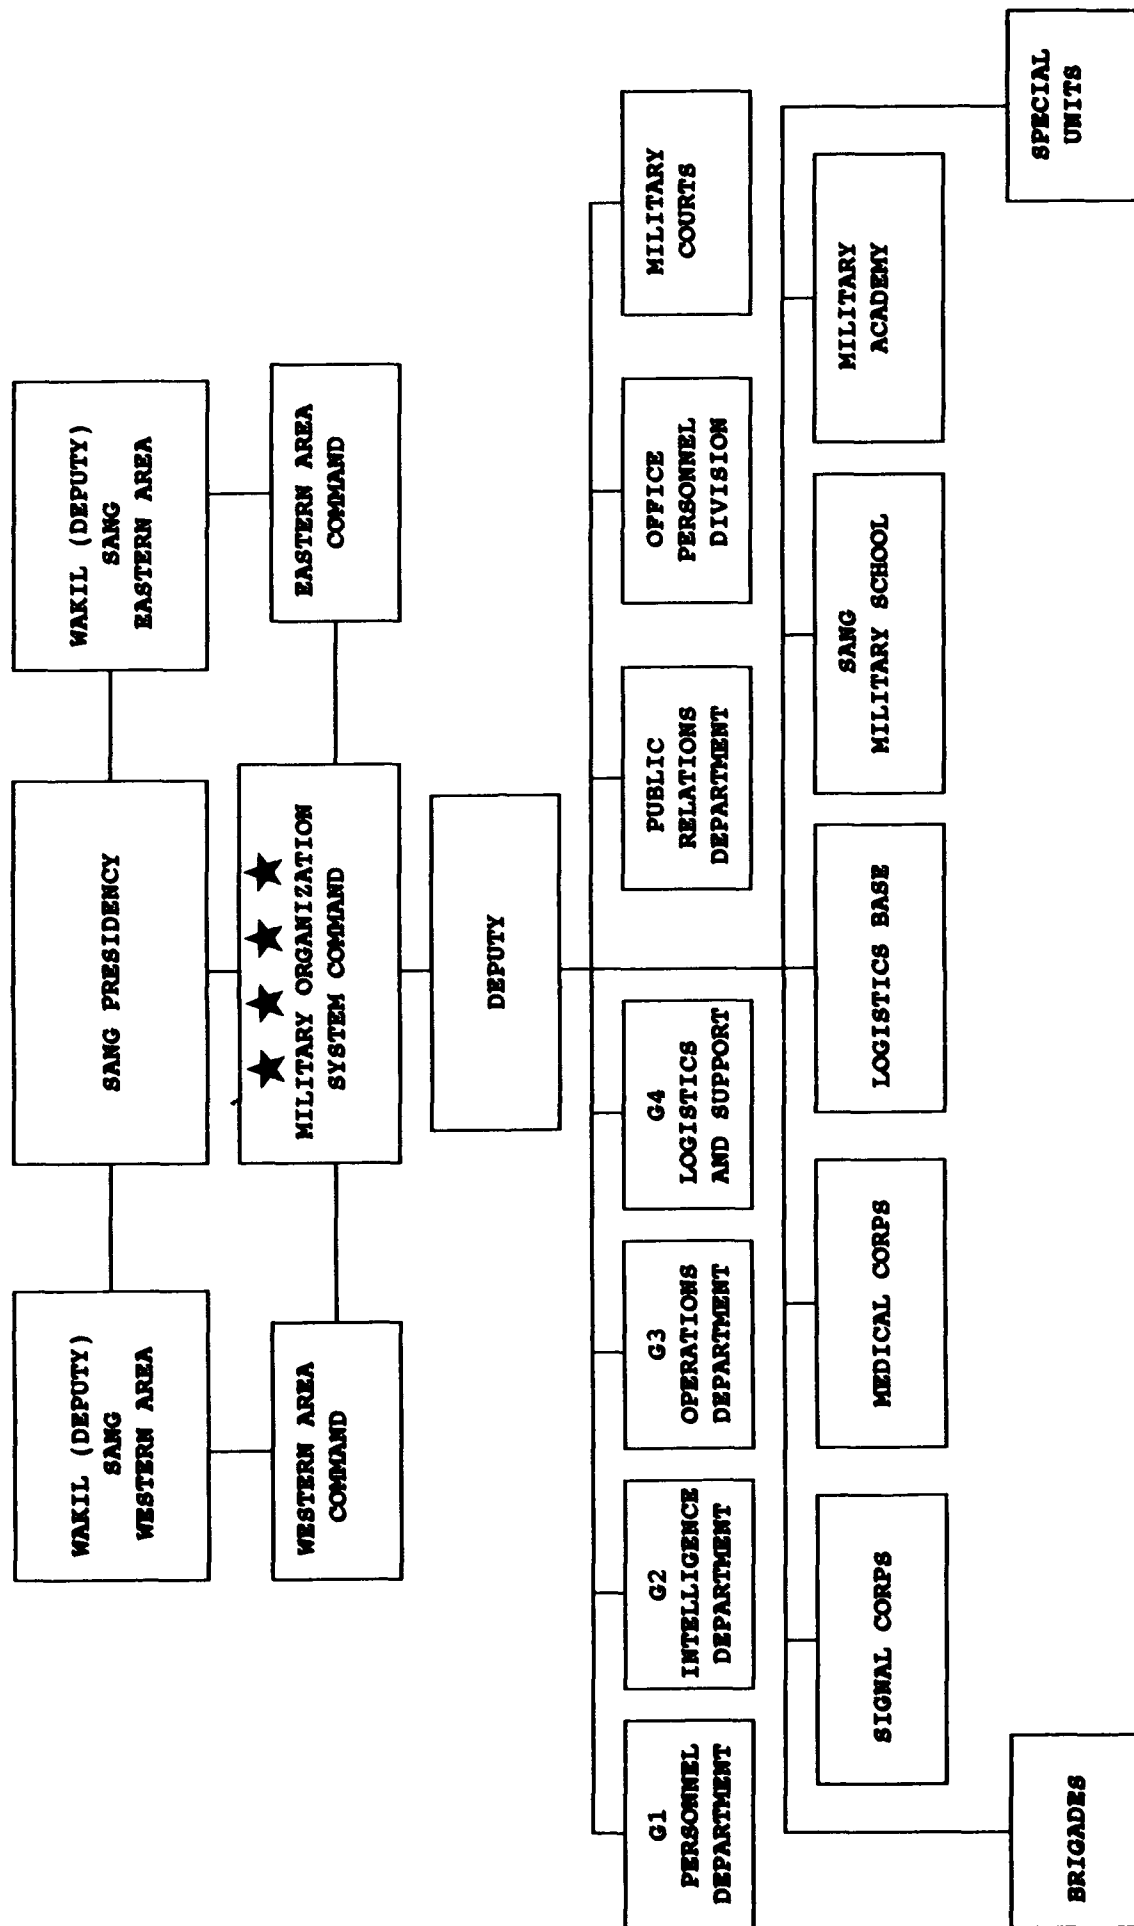 WAKIL (DEPUTY)
SANG
WESTERN AREA
SANG PRESIDENCY
WAKIL (DEPUTY)
SANG
EASTERN AREA
WESTERN AREA
COMMAND
MILITARY ORGANIZATION
SYSTEM COMMAND
EASTERN AREA
COMMAND
DEPUTY
G1
PERSONNEL
DEPARTMENT
G2
INTELLIGENCE
DEPARTMENT
G3
OPERATIONS
DEPARTMENT
G4
LOGISTICS
AND SUPPORT
PUBLIC
RELATIONS
DEPARTMENT
OFFICE
PERSONNEL
DIVISION
MILITARY
COURTS
SIGNAL CORPS
MEDICAL CORPS
LOGISTICS BASE
SANG
MILITARY SCHOOL
MILITARY
ACADEMY
BRIGADES
SPECIAL
UNITS